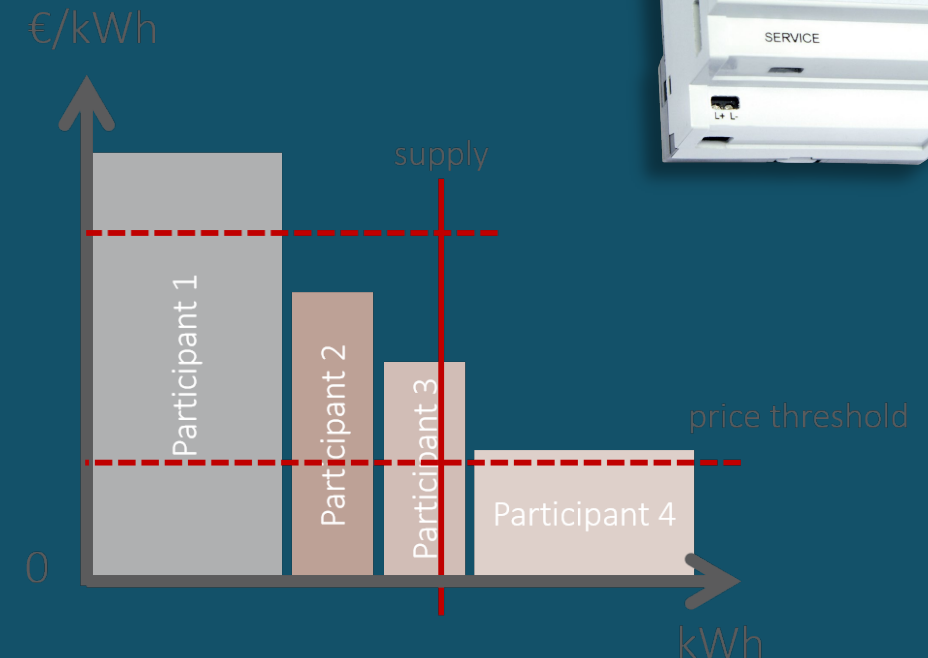 €/kWh
SERVICE
L+ L-
supply
Participant 1
Participant 2
Participant 3
price threshold
Participant 4
0
kWh